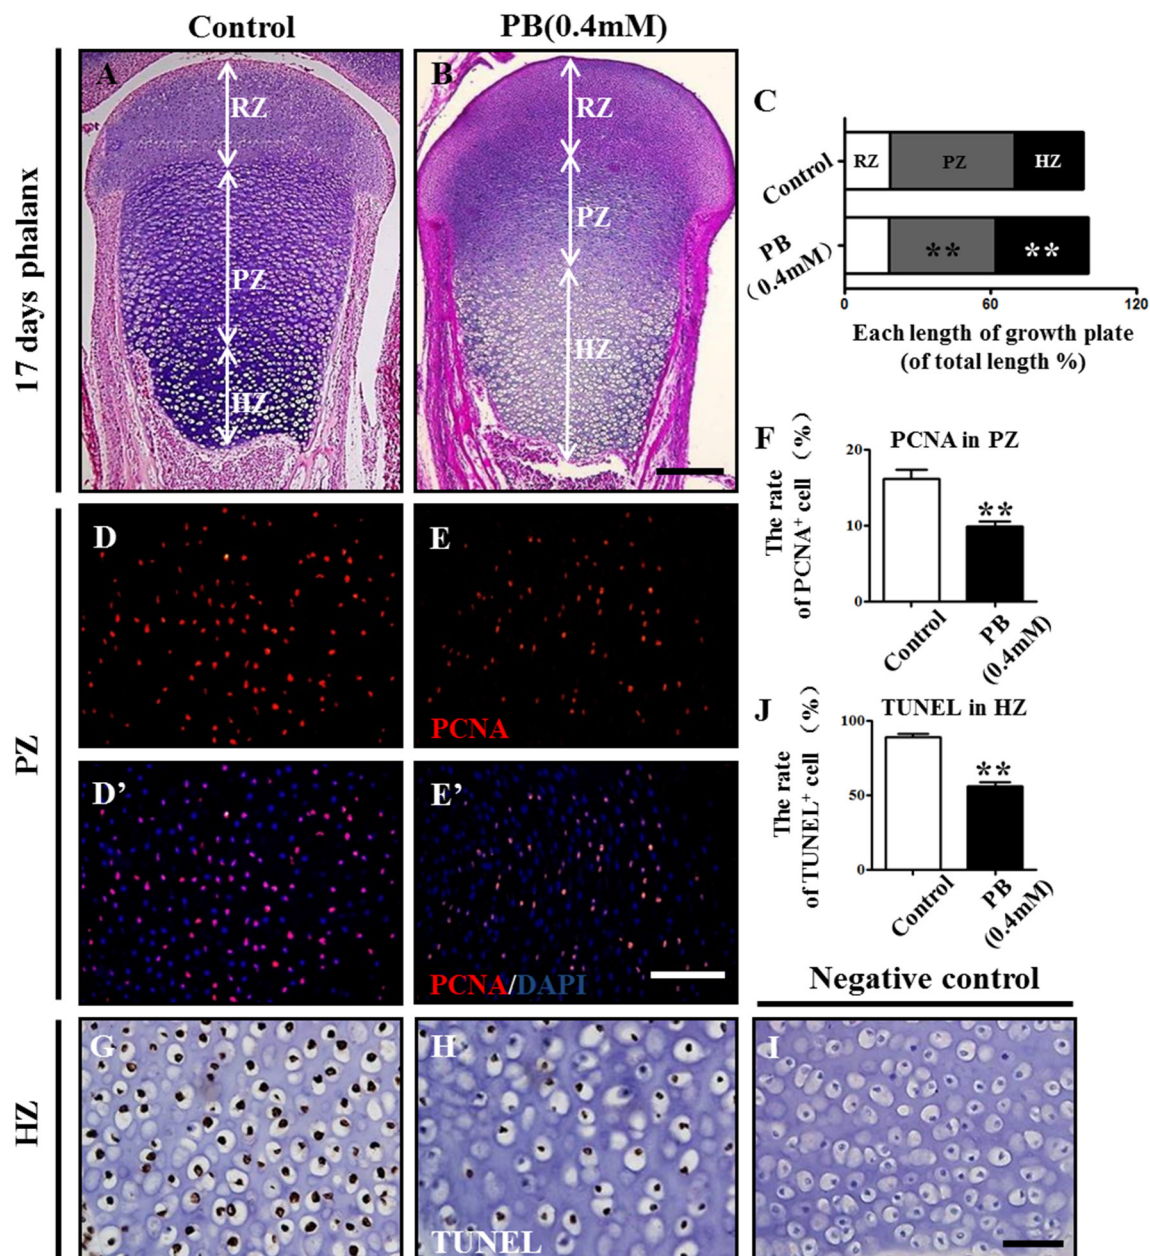 Control
PB(0.4mM)
17 days phalanx
A
RZ
PZ
HZ
B
RZ
PZ
HZ
C
Control
RZ
PZ
HZ
PB
(0.4mM)
**
**
0
60
120
Each length of growth plate
(of total length %)
PZ
D
E
PCNA
D’
E’
PCNA/DAPI
F
PCNA in PZ
The rate
of PCNA+ cell (%)
20
10
0
**
Control
PB
(0.4mM)
J
TUNEL in HZ
The rate
of TUNEL+ cell (%)
100
50
0
**
Control
PB
(0.4mM)
Negative control
HZ
G
H
TUNEL
I